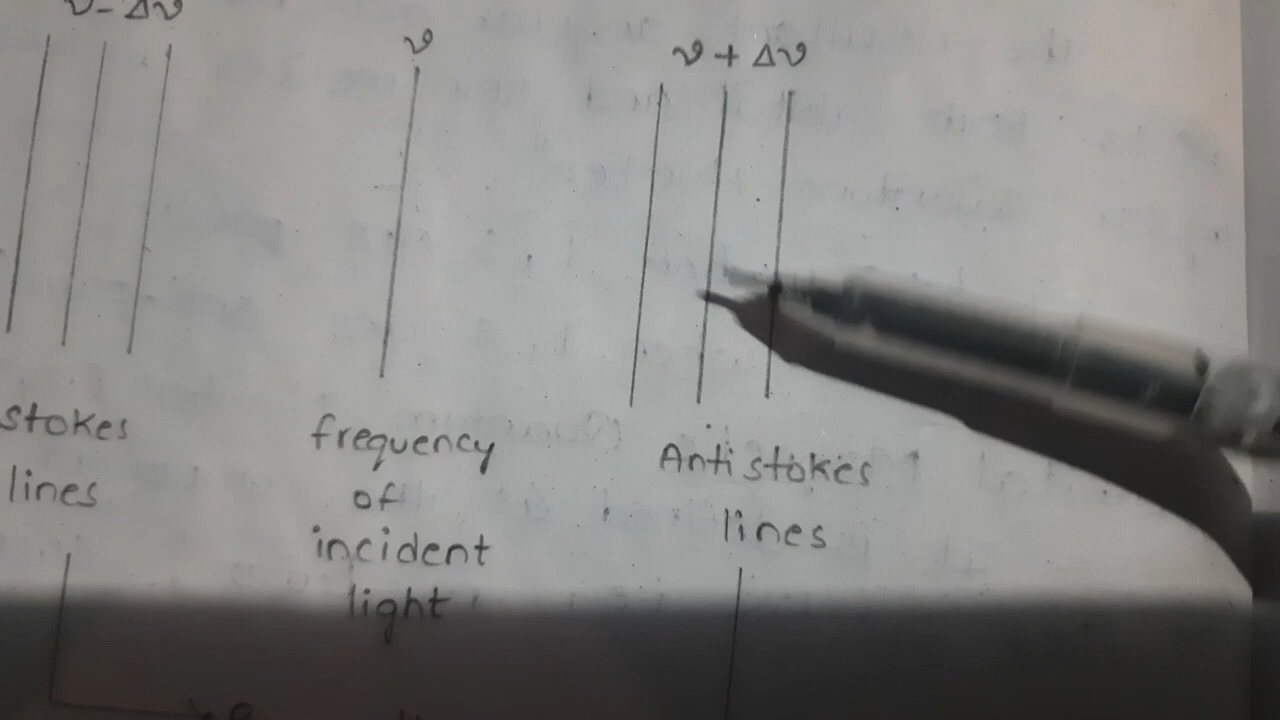 ν - Δν
ν
ν + Δν
stokes
lines
frequency
of
incident
light
Anti stokes
lines